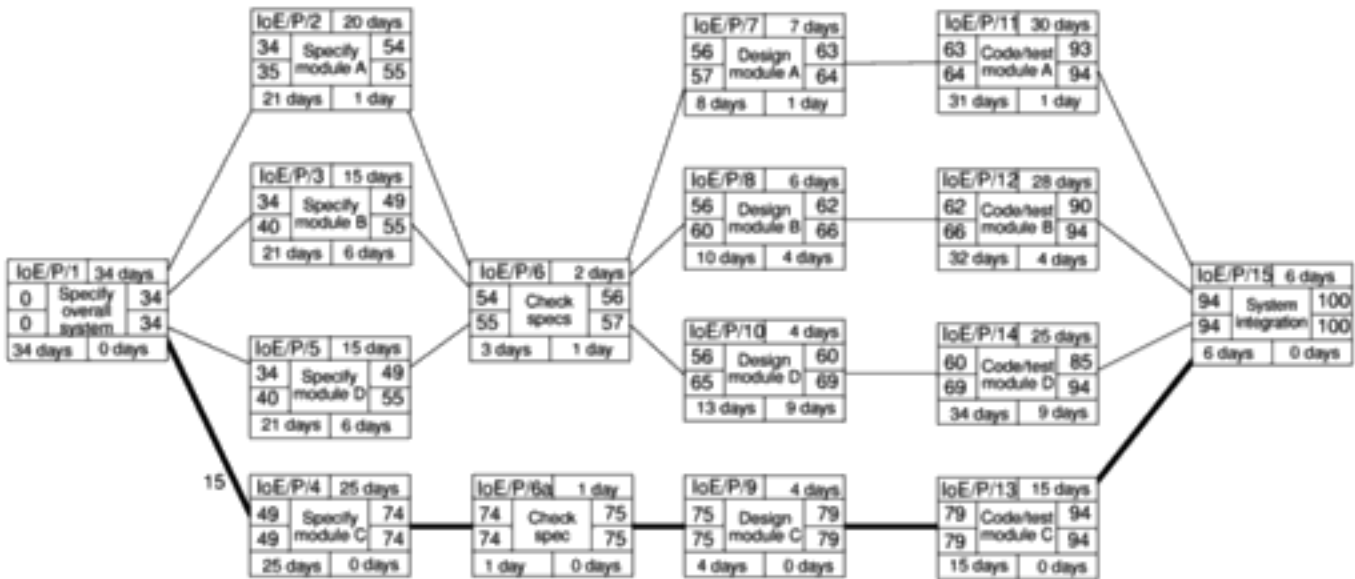 IoE/P/2 20 days
34 Specify 54
35 module A 55
21 days 1 day
IoE/P/7 7 days
56 Design 63
57 module A 64
8 days 1 day
IoE/P/11 30 days
63 Code/test 93
64 module A 94
31 days 1 day
IoE/P/3 15 days
34 Specify 49
40 module B 55
21 days 6 days
IoE/P/8 6 days
56 Design 62
60 module B 66
10 days 4 days
IoE/P/12 28 days
62 Code/test 90
66 module B 94
32 days 4 days
IoE/P/1 34 days
0 Specify 34
overall
0 system 34
34 days 0 days
IoE/P/6 2 days
54 Check 56
55 specs 57
3 days 1 day
IoE/P/15 6 days
94 System 100
94 integration 100
6 days 0 days
IoE/P/5 15 days
34 Specify 49
40 module D 55
21 days 6 days
IoE/P/10 4 days
56 Design 60
65 module D 69
13 days 9 days
IoE/P/14 25 days
60 Code/test 85
69 module D 94
34 days 9 days
15
IoE/P/4 25 days
49 Specify 74
49 module C 74
25 days 0 days
IoE/P/6a 1 day
74 Check 75
74 spec 75
1 day 0 days
IoE/P/9 4 days
75 Design 79
75 module C 79
4 days 0 days
IoE/P/13 15 days
79 Code/test 94
79 module C 94
15 days 0 days